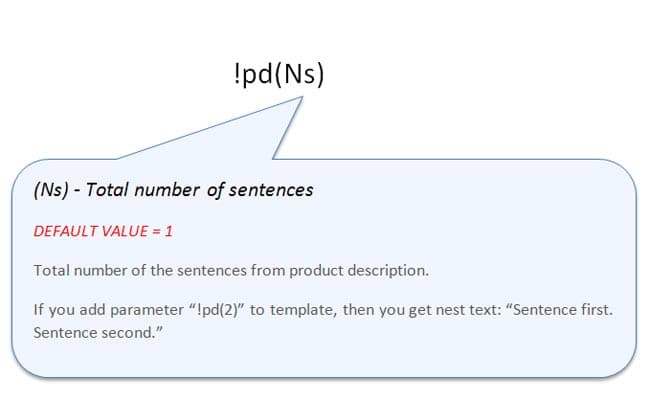 !pd(Ns)
(Ns) - Total number of sentences
DEFAULT VALUE = 1
Total number of the sentences from product description.
If you add parameter “!pd(2)” to template, then you get nest text: “Sentence first.
Sentence second.”